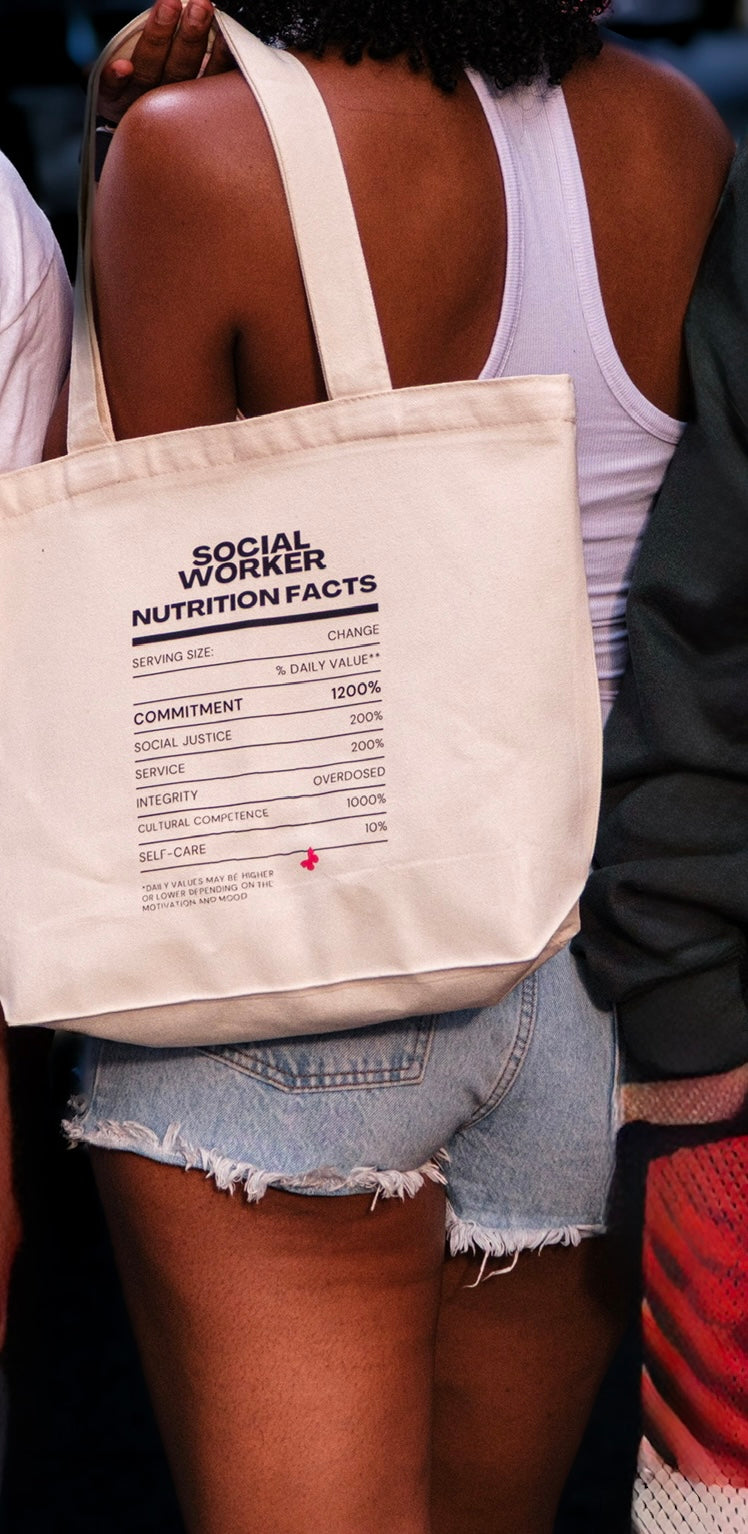 SOCIAL
WORKER
NUTRITION FACTS
SERVING SIZE: CHANGE
% DAILY VALUE**
COMMITMENT 1200%
SOCIAL JUSTICE 200%
SERVICE 200%
INTEGRITY OVERDOSED
CULTURAL COMPETENCE 1000%
SELF-CARE 10%
*DAILY VALUES MAY BE HIGHER
OR LOWER DEPENDING ON THE
MOTIVATION AND MOOD